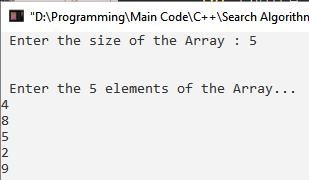 "D:\Programming\Main Code\C++\Search Algorithm
Enter the size of the Array : 5
Enter the 5 elements of the Array...
4
8
5
2
9